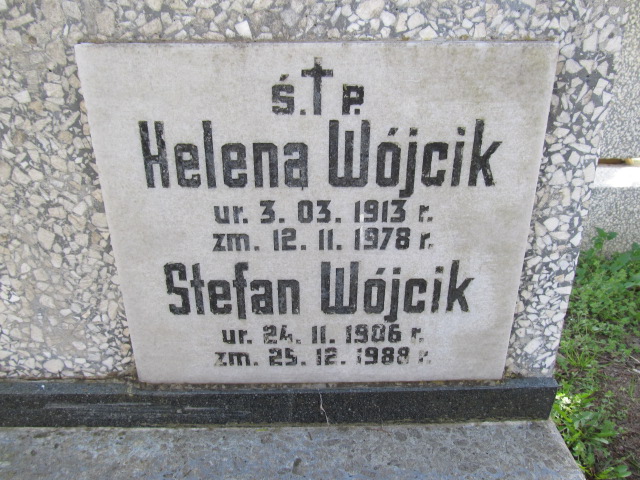 Ś. † P.
Helena Wójcik
ur. 3. 03. 1913 r.
zm. 12. 11. 1978 r.
Stefan Wójcik
ur. 24. 11. 1906 r.
zm. 25. 12. 1988 r.